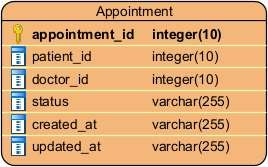 Appointment
appointment_id integer(10)
patient_id integer(10)
doctor_id integer(10)
status varchar(255)
created_at varchar(255)
updated_at varchar(255)